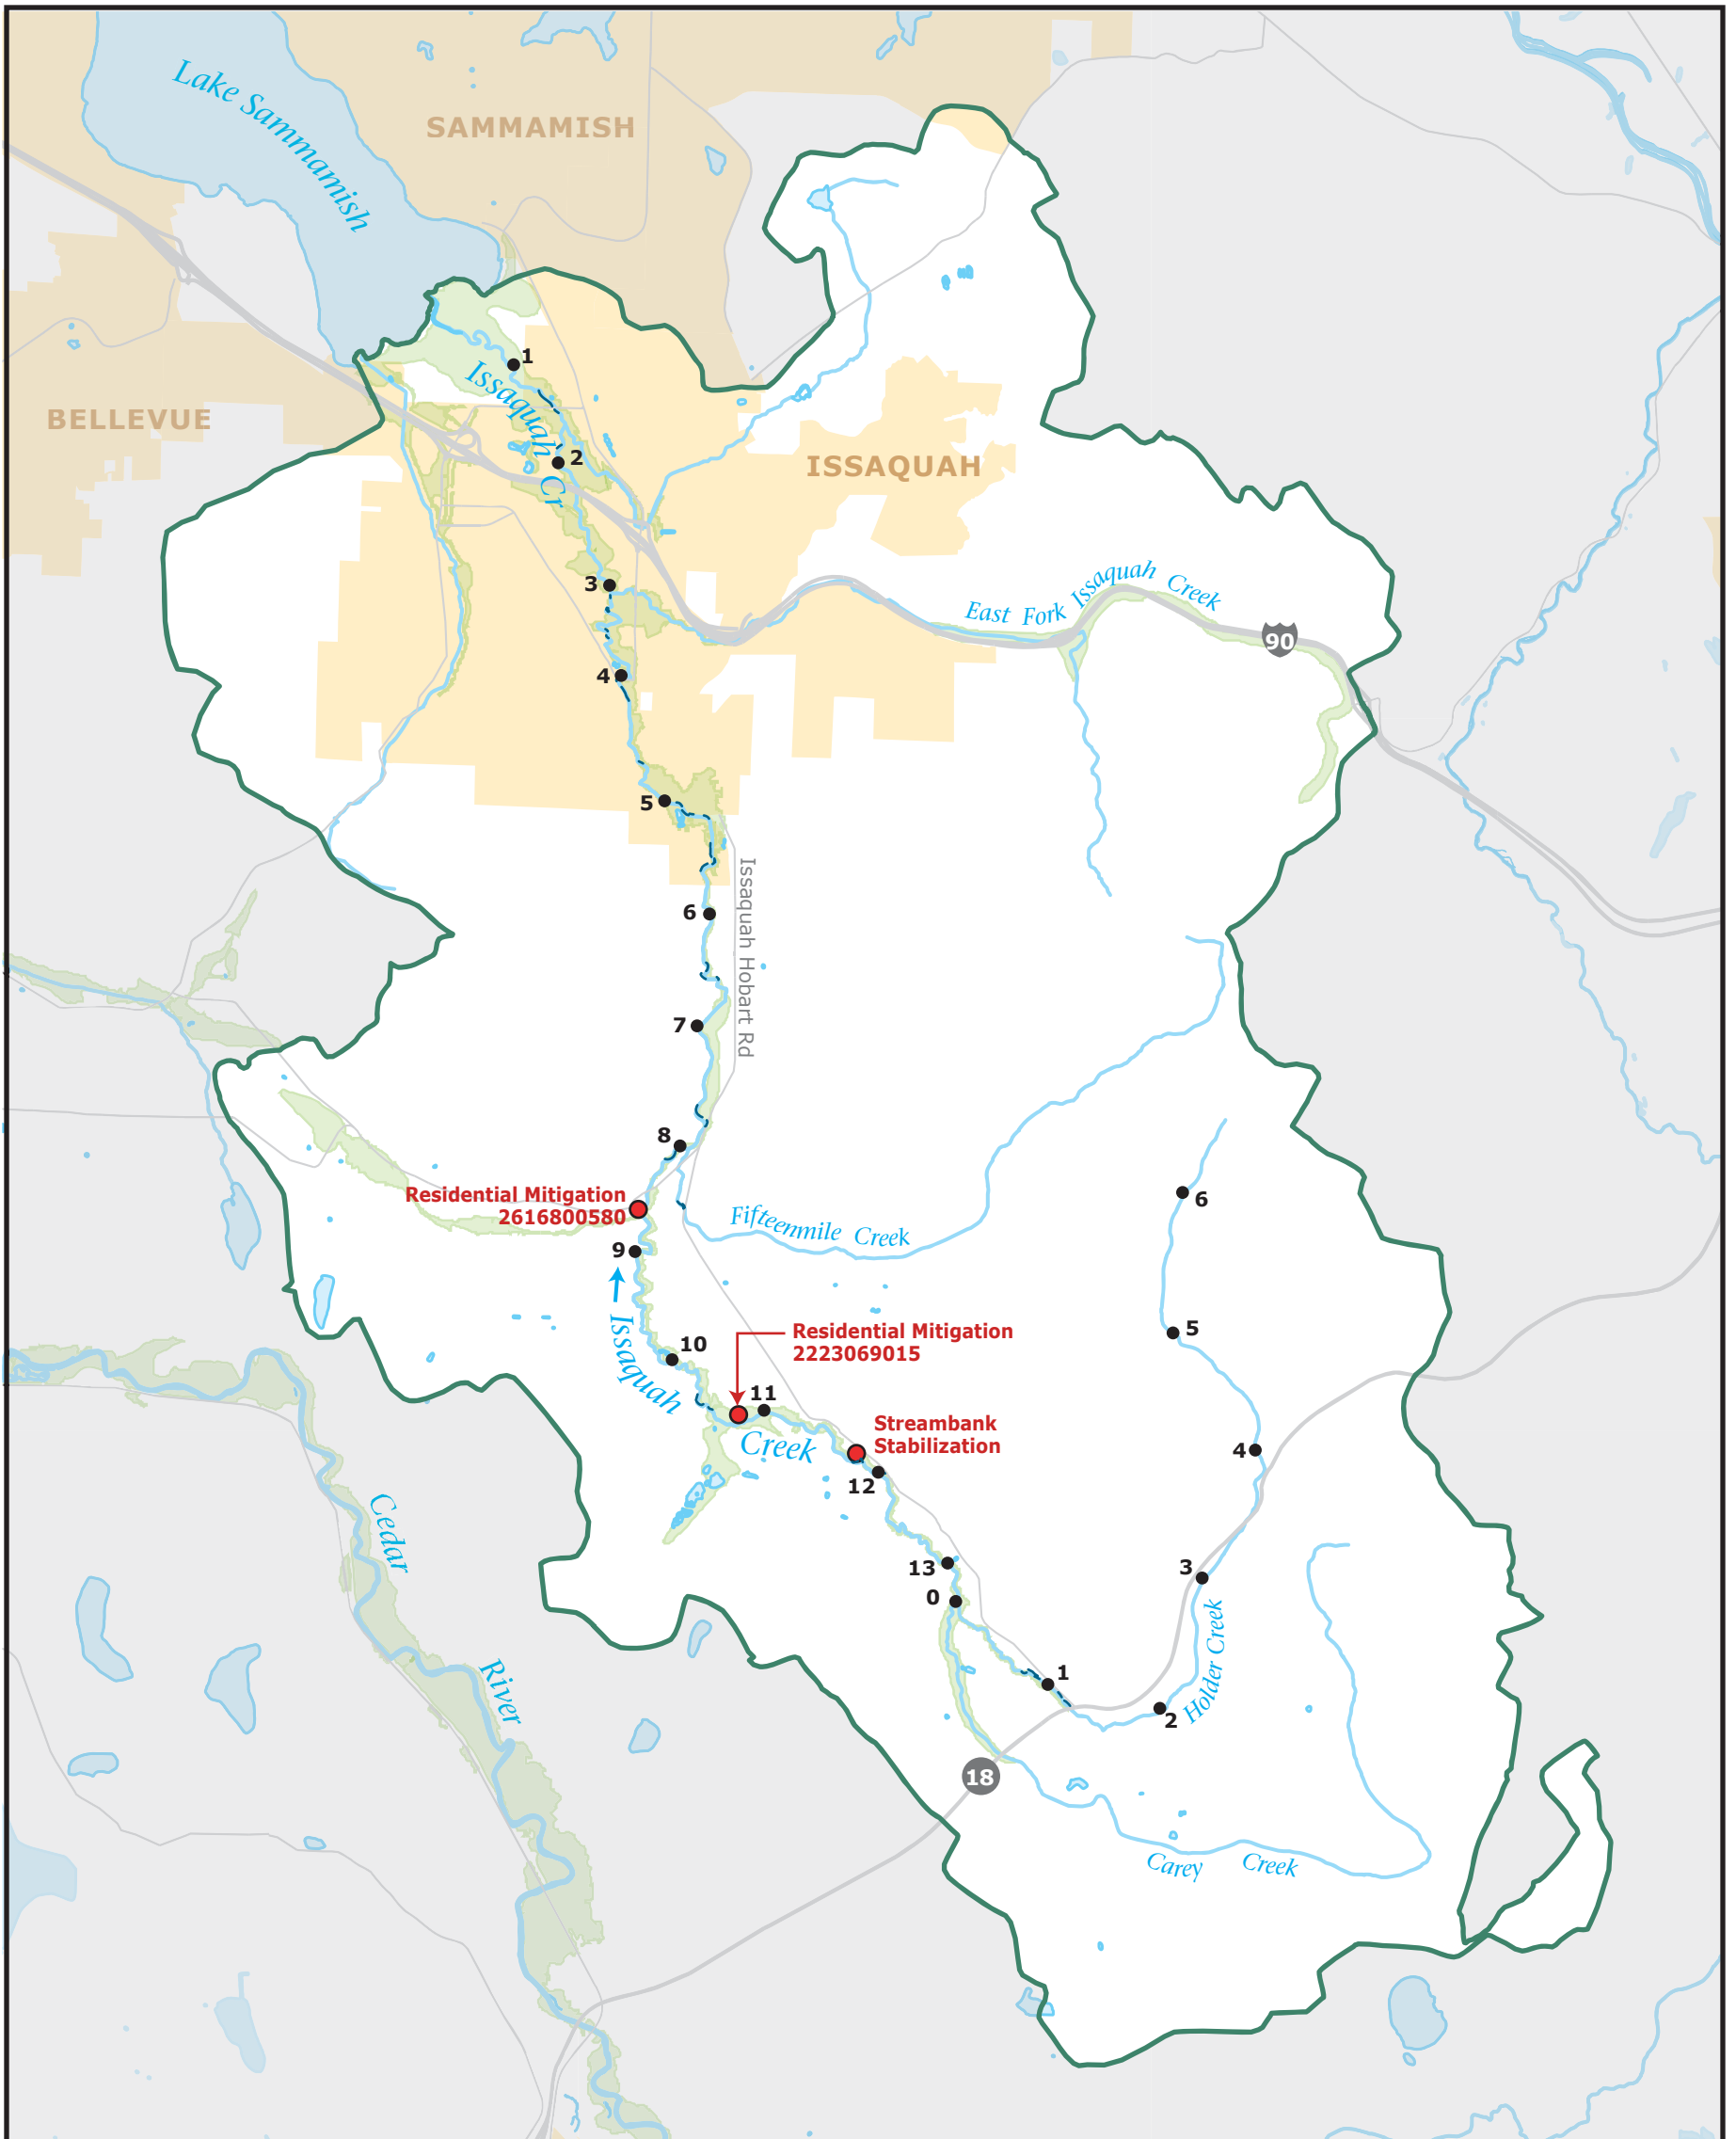 Lake Sammamish
SAMMAMISH
BELLEVUE
1
Issaquah
Cr
2
ISSAQUAH
3
East Fork Issaquah Creek
90
4
5
Issaquah Hobart Rd
6
7
8
Residential Mitigation
2616800580
6
Fifteenmile Creek
9
Issaquah
Creek
10
Residential Mitigation
2223069015
5
11
Streambank
Stabilization
4
12
Cedar
River
13
0
3
Holder Creek
1
2
18
Carey Creek